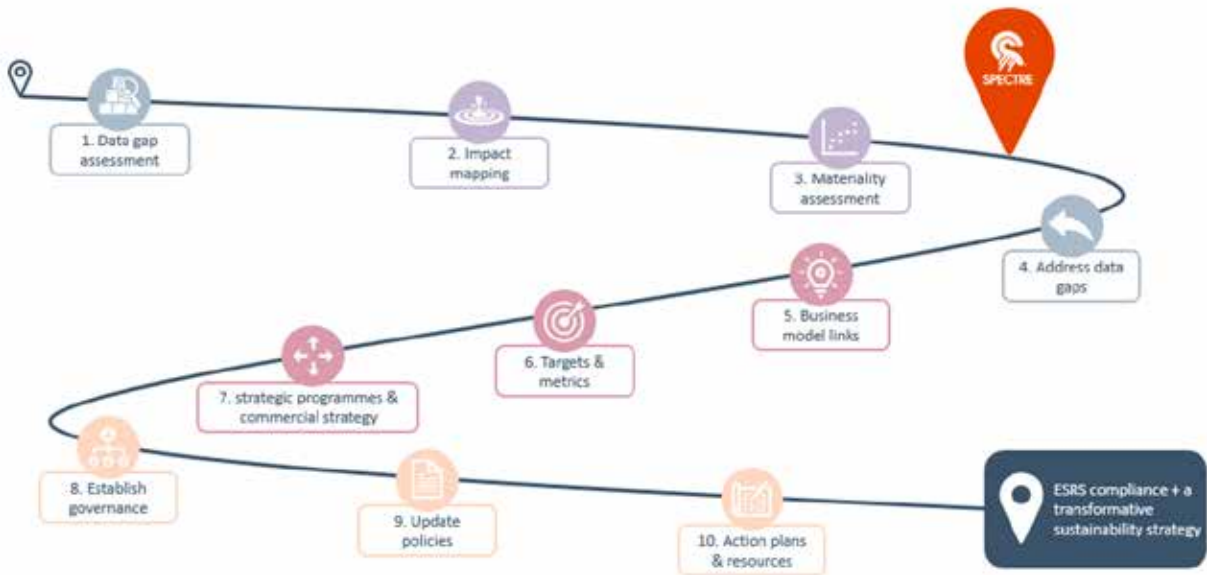 SPECTRE
1. Data gap
assessment
2. Impact
mapping
3. Materiality
assessment
4. Address data
gaps
5. Business
model links
6. Targets &
metrics
7. strategic programmes &
commercial strategy
8. Establish
governance
9. Update
policies
10. Action plans
& resources
ESRS compliance + a
transformative
sustainability strategy